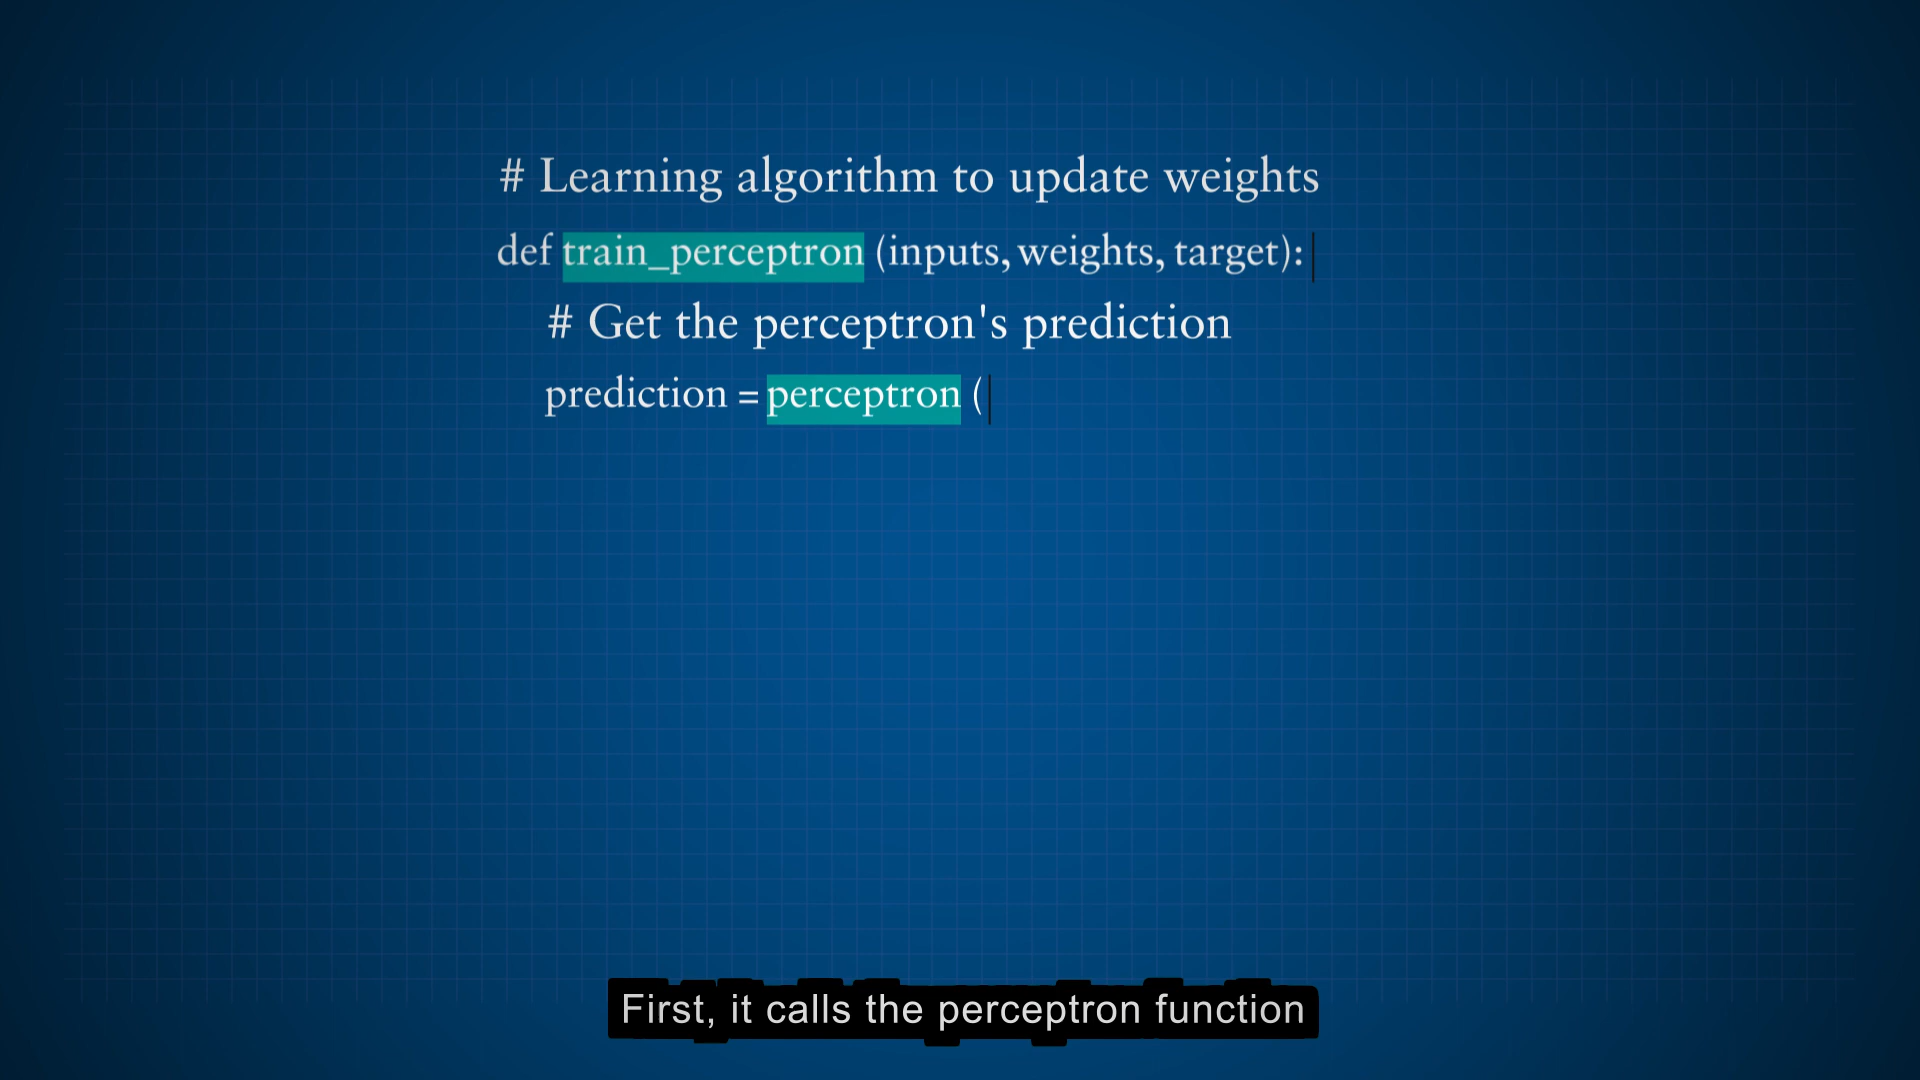 # Learning algorithm to update weights
def train_perceptron (inputs, weights, target):
# Get the perceptron's prediction
prediction = perceptron (
First, it calls the perceptron function